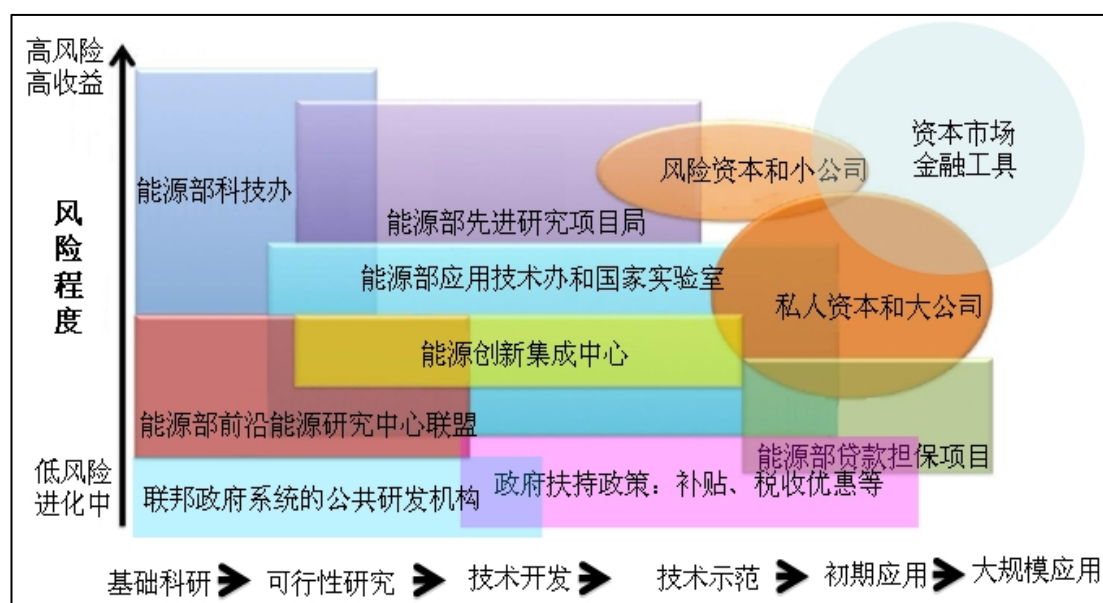 高风险
高收益
风险程度
低风险
进化中
能源部科技办
能源部先进研究项目局
风险资本和小公司
资本市场
金融工具
能源部应用技术办和国家实验室
私人资本和大公司
能源创新集成中心
能源部前沿能源研究中心联盟
能源部贷款担保项目
联邦政府系统的公共研发机构
政府扶持政策：补贴、税收优惠等
基础科研
可行性研究
技术开发
技术示范
初期应用
大规模应用